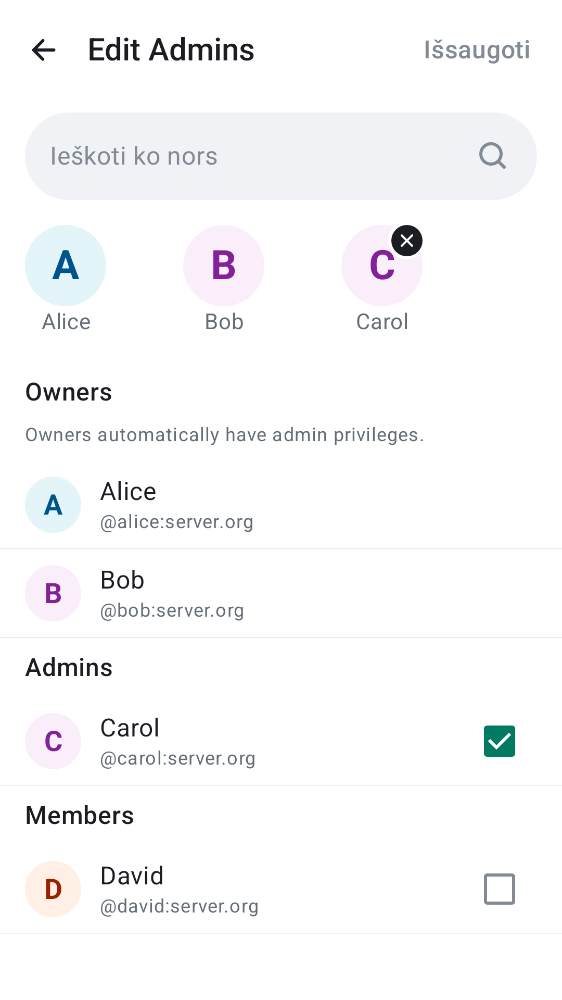 Edit Admins
Išsaugoti
Ieškoti ko nors
A
B
C
Alice
Bob
Carol
Owners
Owners automatically have admin privileges.
A
Alice
@alice:server.org
B
Bob
@bob:server.org
Admins
C
Carol
@carol:server.org
Members
D
David
@david:server.org